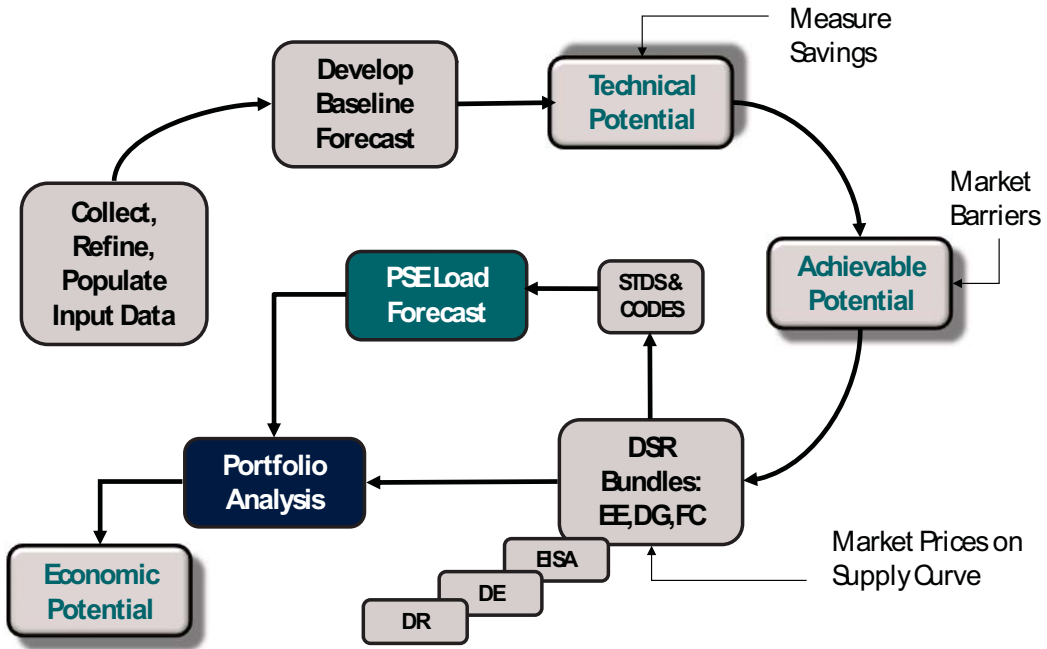 Measure
Savings
Develop
Baseline
Forecast
Technical
Potential
Collect,
Refine,
Populate
Input Data
Market
Barriers
PSE Load
Forecast
STDS &
CODES
Achievable
Potential
Portfolio
Analysis
DSR
Bundles:
EE, DG, FC
Market Prices on
Supply Curve
EISA
DE
DR
Economic
Potential